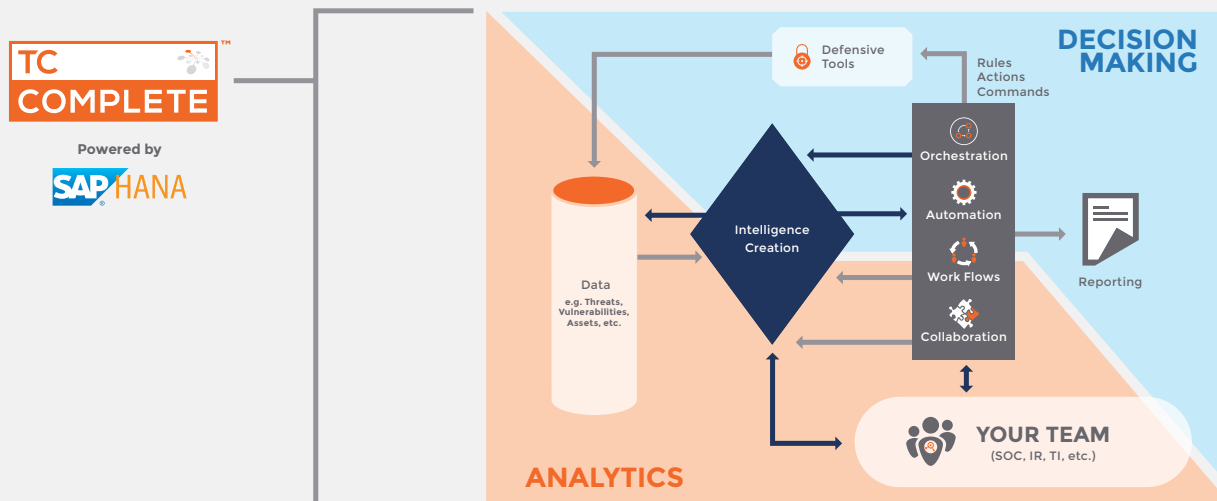 TC ™
COMPLETE
Powered by
SAP HANA
®
DECISION
MAKING
Defensive
Tools
Rules
Actions
Commands
Orchestration
Automation
Work Flows
Collaboration
Intelligence
Creation
Data
e.g. Threats,
Vulnerabilities,
Assets, etc.
Reporting
YOUR TEAM
(SOC, IR, TI, etc.)
ANALYTICS